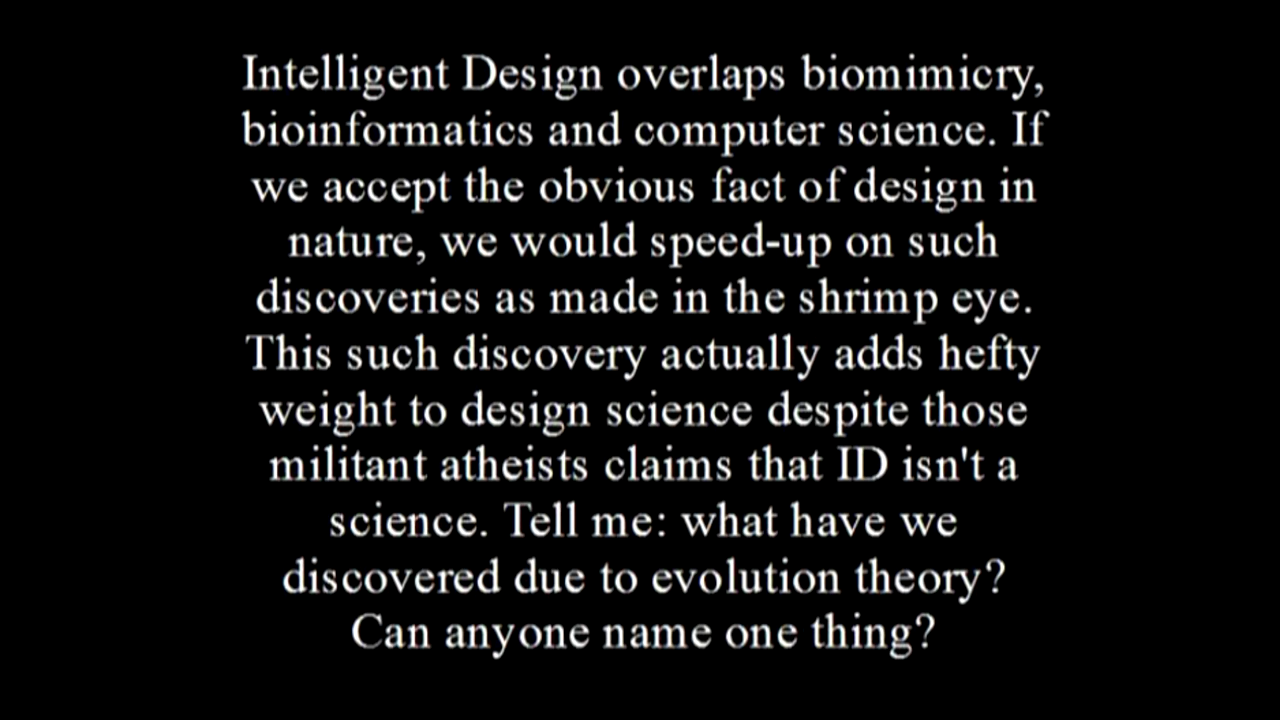 Intelligent Design overlaps biomimicry,
bioinformatics and computer science. If
we accept the obvious fact of design in
nature, we would speed-up on such
discoveries as made in the shrimp eye.
This such discovery actually adds hefty
weight to design science despite those
militant atheists claims that ID isn't a
science. Tell me: what have we
discovered due to evolution theory?
Can anyone name one thing?